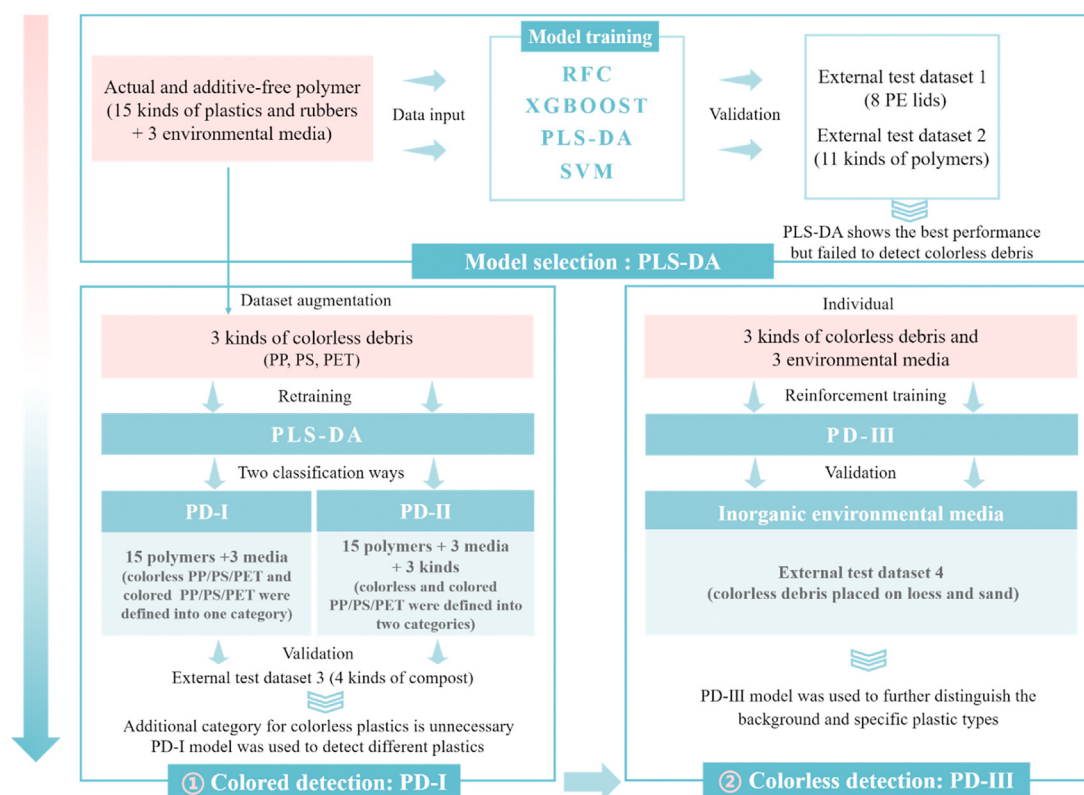 Model training
Actual and additive-free polymer
(15 kinds of plastics and rubbers
+ 3 environmental media)
Data input
RFC
XGBOOST
PLS-DA
SVM
Validation
External test dataset 1
(8 PE lids)
External test dataset 2
(11 kinds of polymers)
PLS-DA shows the best performance
but failed to detect colorless debris
Model selection : PLS-DA
Dataset augmentation
3 kinds of colorless debris
(PP, PS, PET)
Retraining
PLS-DA
Two classification ways
PD-I
15 polymers +3 media
(colorless PP/PS/PET and
colored PP/PS/PET were
defined into one category)
PD-II
15 polymers + 3 media
+ 3 kinds
(colorless and colored
PP/PS/PET were defined into
two categories)
Validation
External test dataset 3 (4 kinds of compost)
Additional category for colorless plastics is unnecessary
PD-I model was used to detect different plastics
① Colored detection: PD-I
Individual
3 kinds of colorless debris and
3 environmental media
Reinforcement training
PD-III
Validation
Inorganic environmental media
External test dataset 4
(colorless debris placed on loess and sand)
PD-III model was used to further distinguish the
background and specific plastic types
② Colorless detection: PD-III